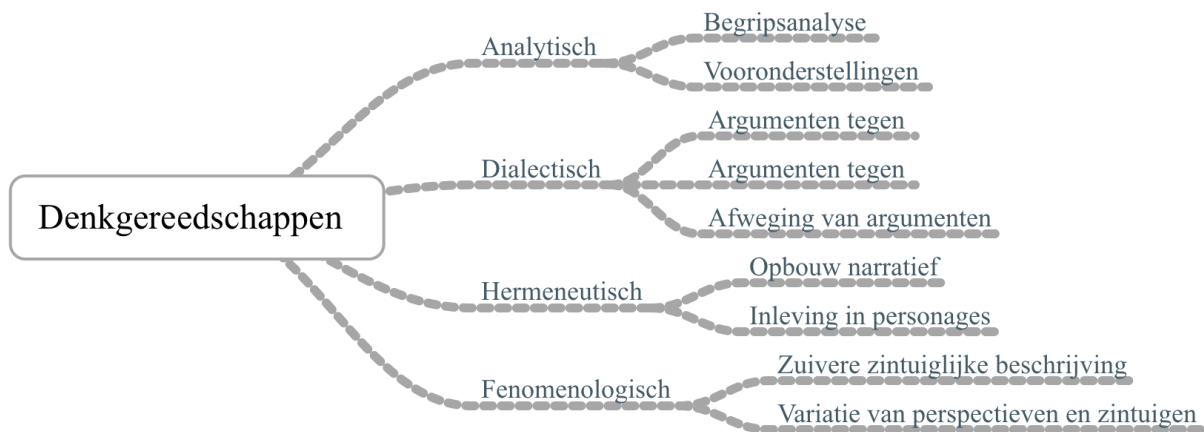 Denkgereedschappen
Analytisch
Begripsanalyse
Vooronderstellingen
Dialectisch
Argumenten tegen
Argumenten tegen
Afweging van argumenten
Hermeneutisch
Opbouw narratief
Inleving in personages
Fenomenologisch
Zuivere zintuiglijke beschrijving
Variatie van perspectieven en zintuigen